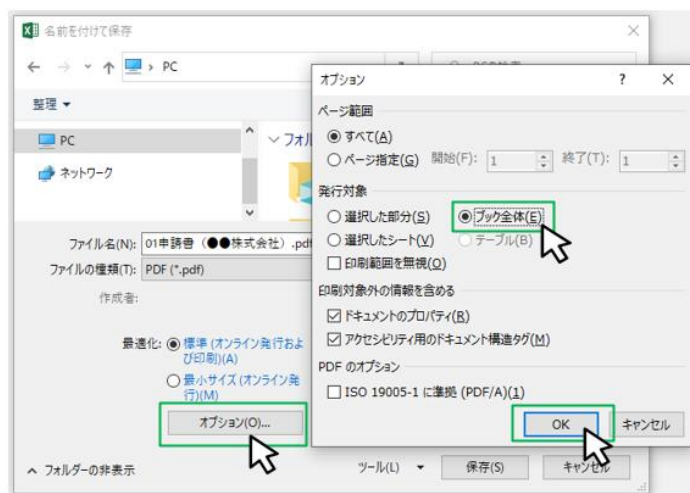 名前を付けて保存
PC
整理
PC
ネットワーク
ファイル名(N): 01申請書（●●株式会社）.pdf
ファイルの種類(T): PDF (*.pdf)
作成者:
最適化: 標準 (オンライン発行およ
び印刷)(A)
最小サイズ (オンライン発
行)(M)
オプション(O)...
フォルダーの非表示
ツール(L)
保存(S)
キャンセル
オプション ?
ページ範囲
すべて(A)
ページ指定(G) 開始(F): 1 終了(T): 1
発行対象
選択した部分(S) ブック全体(E)
選択したシート(V) テーブル(B)
印刷範囲を無視(O)
印刷対象外の情報を含める
ドキュメントのプロパティ(R)
アクセシビリティ用のドキュメント構造タグ(M)
PDF のオプション
ISO 19005-1 に準拠 (PDF/A)(1)
OK キャンセル